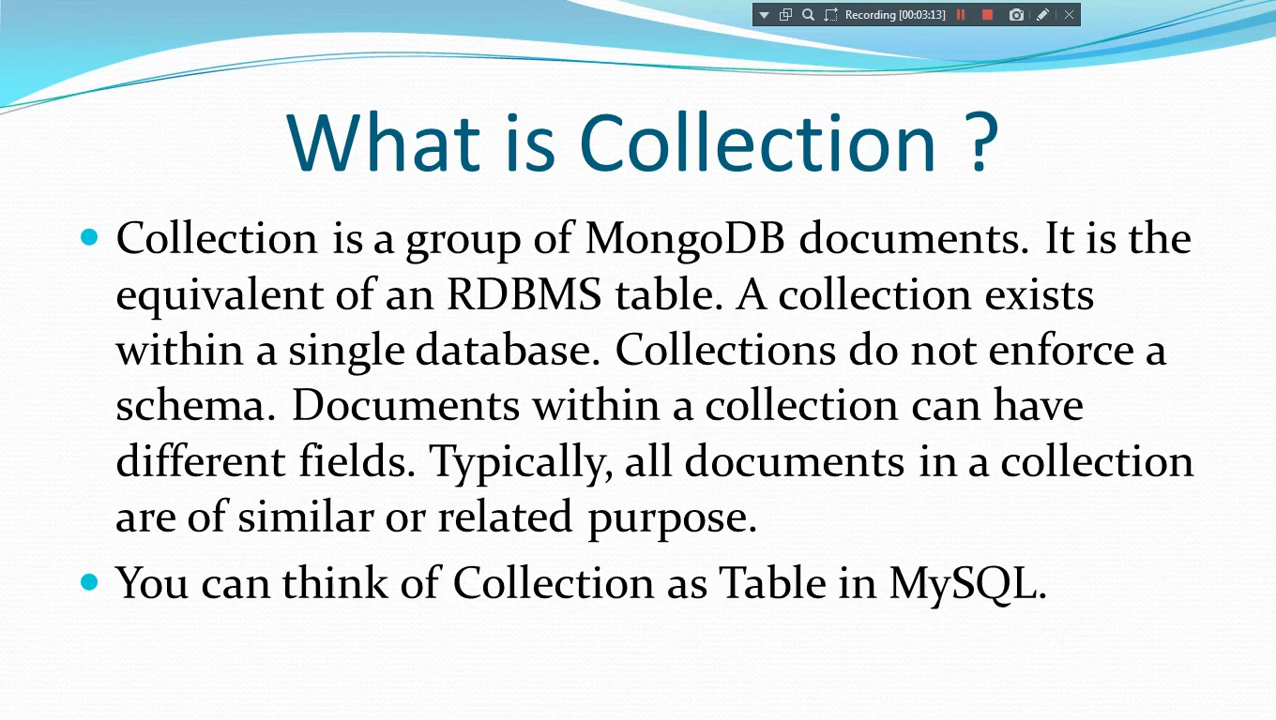 Recording [00:03:13]
What is Collection ?
• Collection is a group of MongoDB documents. It is the
equivalent of an RDBMS table. A collection exists
within a single database. Collections do not enforce a
schema. Documents within a collection can have
different fields. Typically, all documents in a collection
are of similar or related purpose.
• You can think of Collection as Table in MySQL.